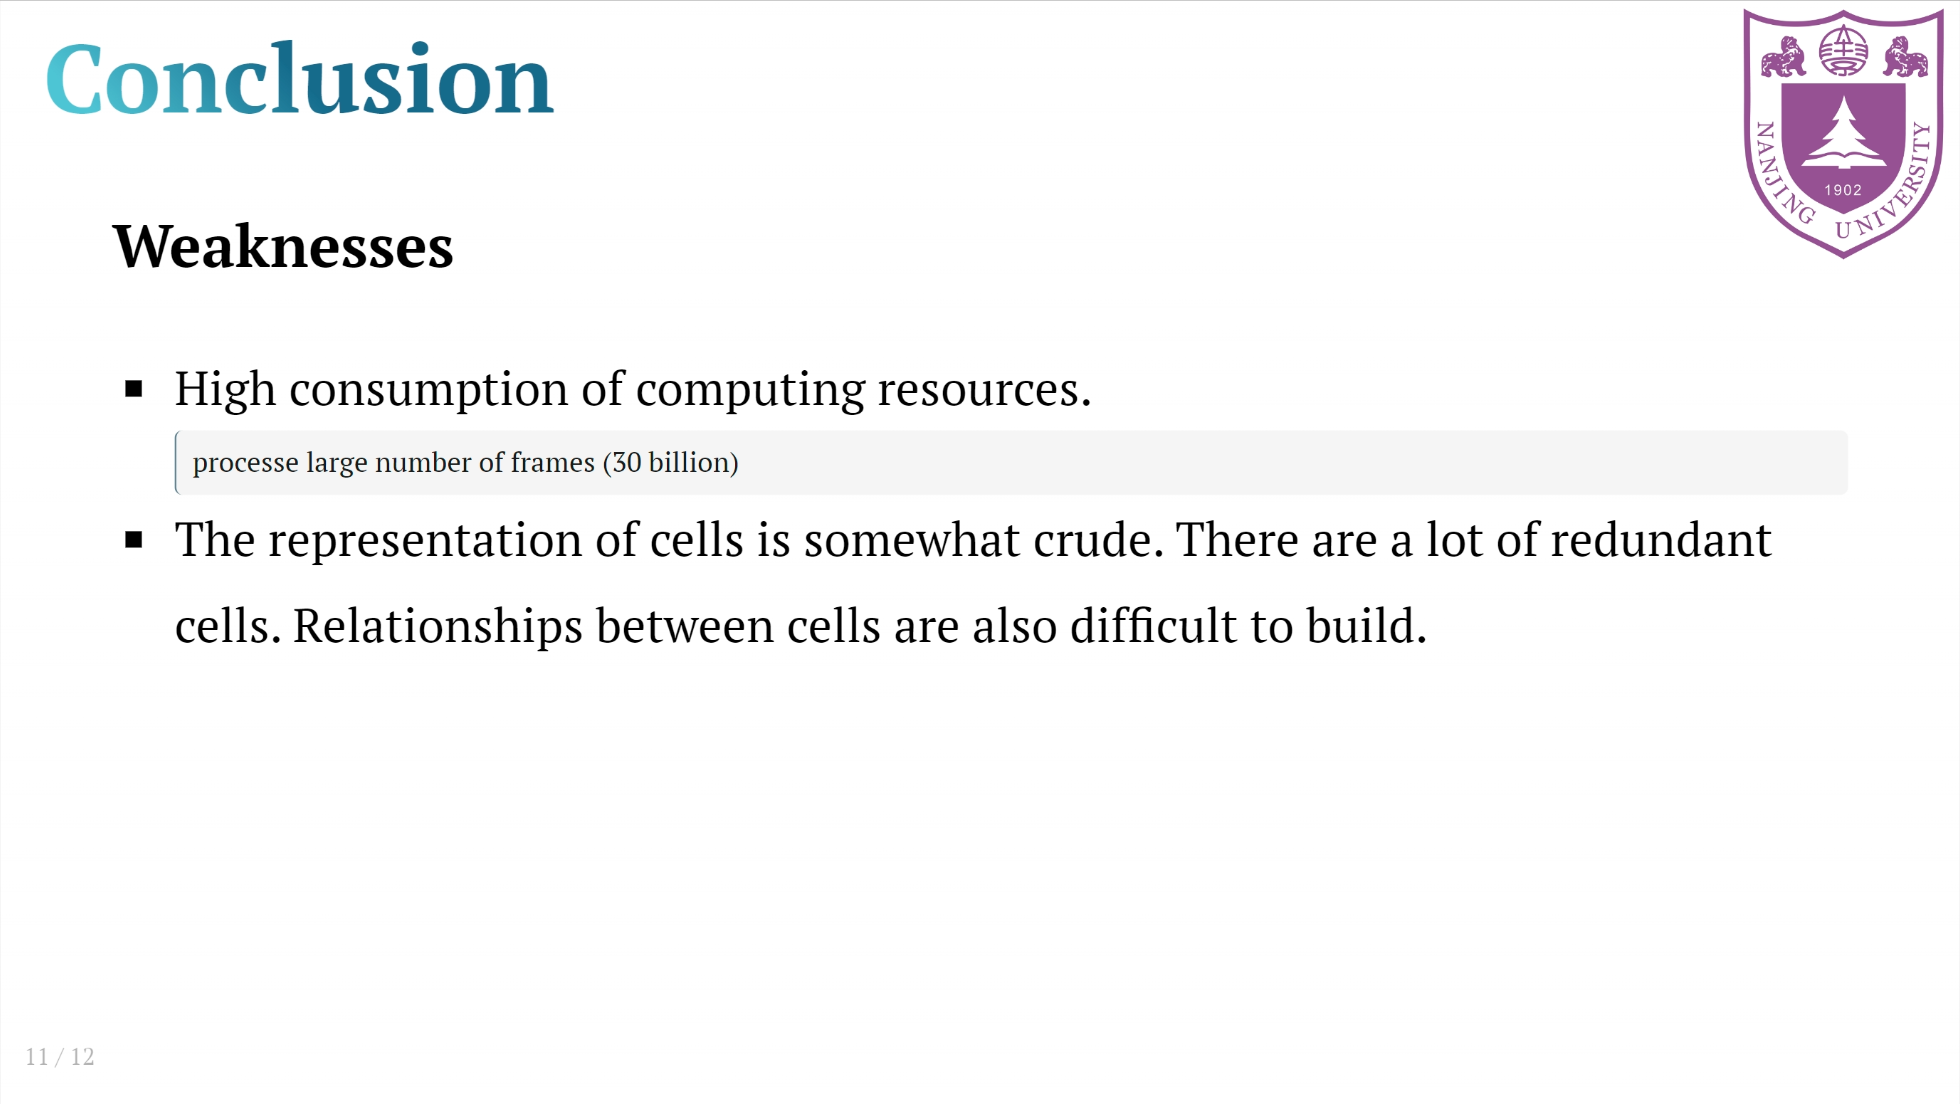 Conclusion
NANJING UNIVERSITY
1902
Weaknesses
High consumption of computing resources.
processe large number of frames (30 billion)
The representation of cells is somewhat crude. There are a lot of redundant
cells. Relationships between cells are also difficult to build.
11 / 12